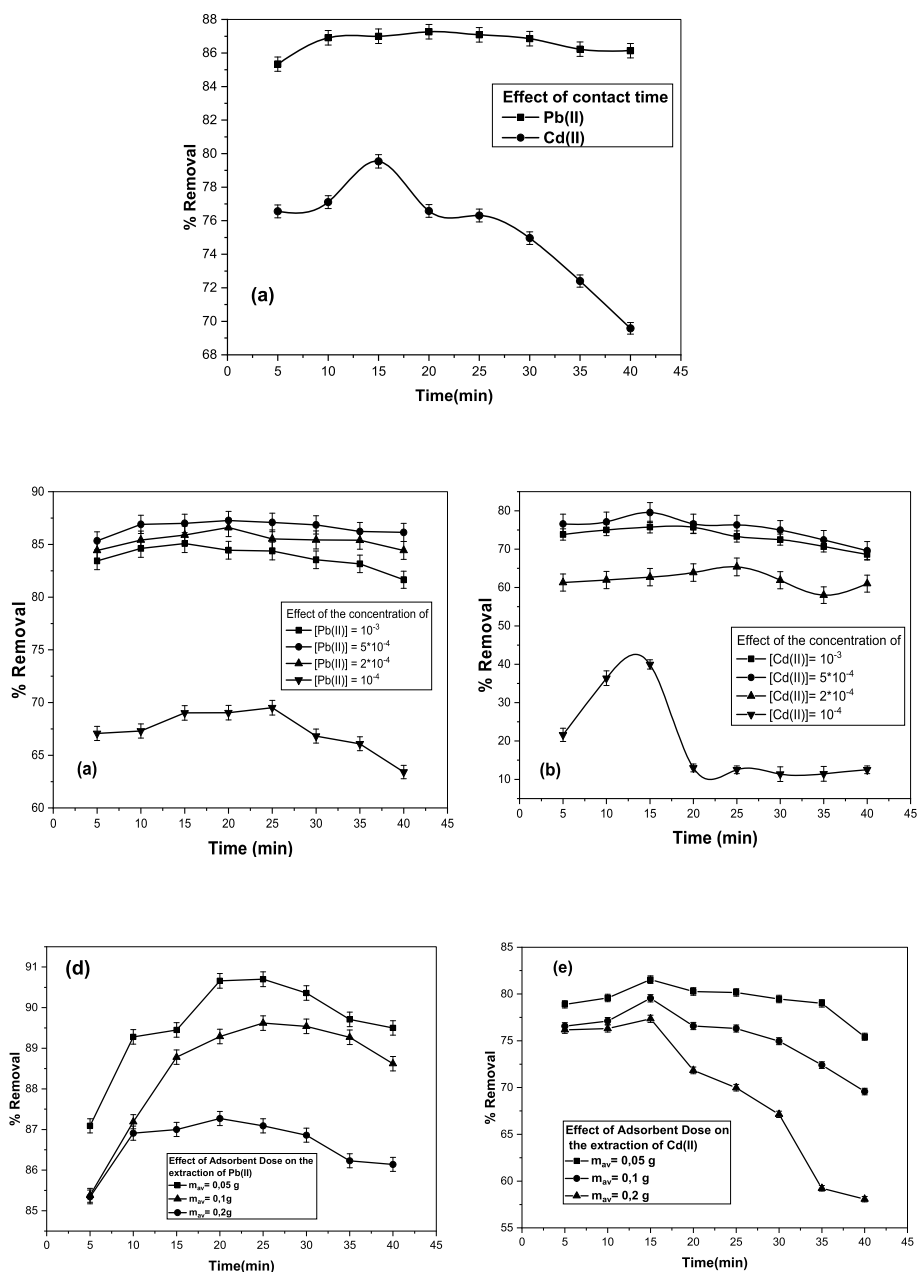 88
86
84
82
80
78
76
74
72
70
68
% Removal
Effect of contact time
Pb(II)
Cd(II)
(a)
0 5 10 15 20 25 30 35 40 45
Time(min)
90
85
80
75
70
65
60
% Removal
Effect of the concentration of
[Pb(II)] = 10⁻³
[Pb(II)] = 5*10⁻⁴
[Pb(II)] = 2*10⁻⁴
[Pb(II)] = 10⁻⁴
(a)
0 5 10 15 20 25 30 35 40 45
Time (min)
80
70
60
50
40
30
20
10
% Removal
Effect of the concentration of
[Cd(II)]= 10⁻³
[Cd(II)]= 5*10⁻⁴
[Cd(II)]= 2*10⁻⁴
[Cd(II)]= 10⁻⁴
(b)
0 5 10 15 20 25 30 35 40 45
Time (min)
(d)
91
90
89
88
87
86
85
% Removal
Effect of Adsorbent Dose on the
extraction of Pb(II)
mav= 0,05 g
mav= 0,1g
mav= 0,2g
0 5 10 15 20 25 30 35 40 45
Time(min)
(e)
85
80
75
70
65
60
55
% Removal
Effect of Adsorbent Dose on
the extraction of Cd(II)
mav= 0,05 g
mav= 0,1 g
mav= 0,2 g
0 5 10 15 20 25 30 35 40 45
Time(min)